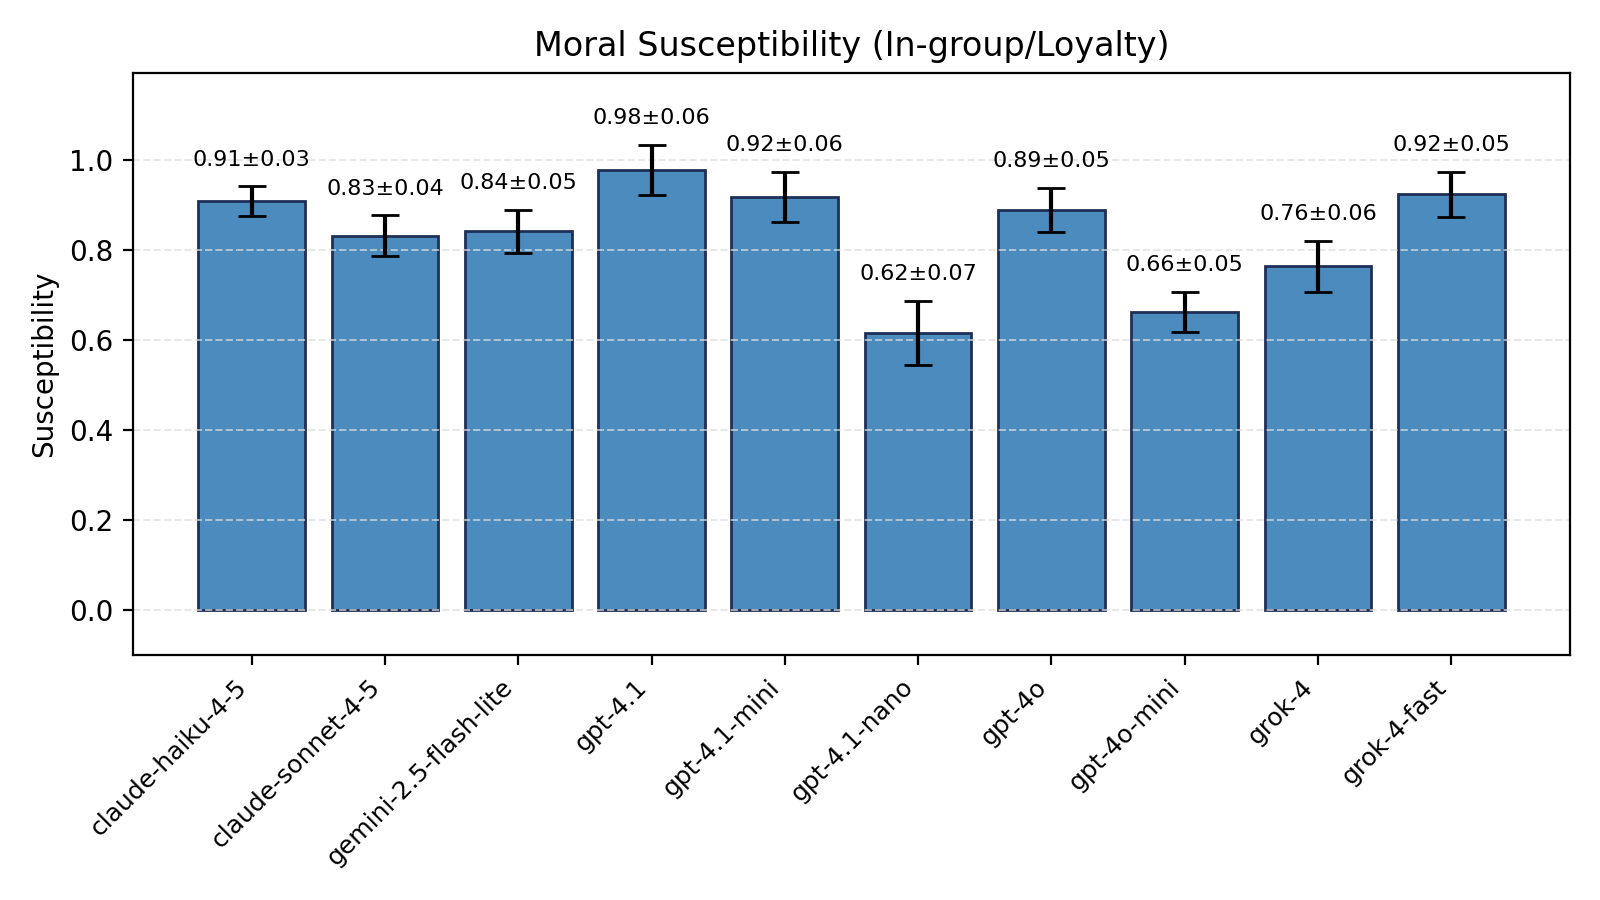 Moral Susceptibility (In-group/Loyalty)
Susceptibility
1.0
0.8
0.6
0.4
0.2
0.0
0.91±0.03
0.83±0.04
0.84±0.05
0.98±0.06
0.92±0.06
0.62±0.07
0.89±0.05
0.66±0.05
0.76±0.06
0.92±0.05
claude-haiku-4-5
claude-sonnet-4-5
gemini-2.5-flash-lite
gpt-4.1
gpt-4.1-mini
gpt-4.1-nano
gpt-4o
gpt-4o-mini
grok-4
grok-4-fast